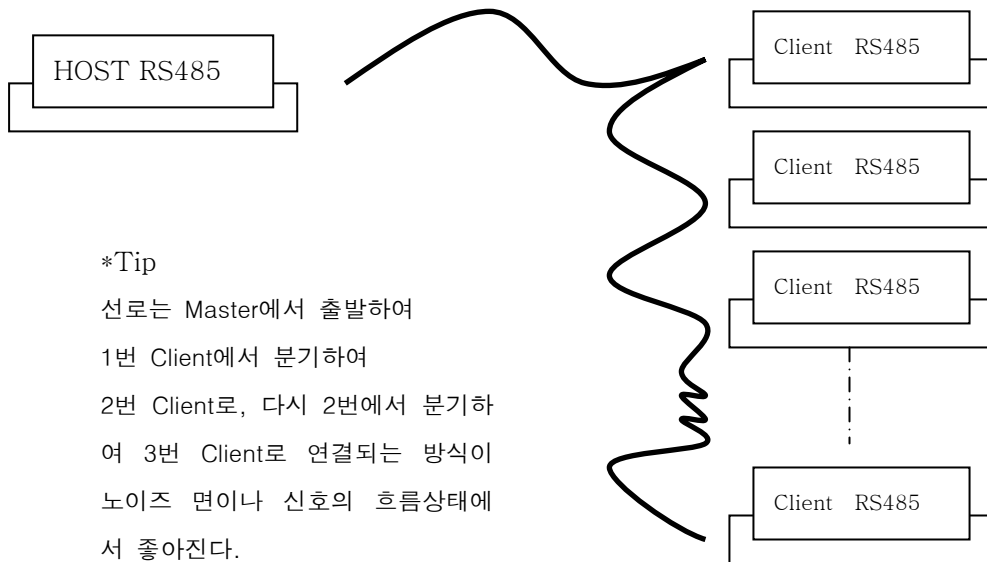 HOST RS485
Client RS485
Client RS485
Client RS485
Client RS485
*Tip
선로는 Master에서 출발하여
1번 Client에서 분기하여
2번 Client로, 다시 2번에서 분기하
여 3번 Client로 연결되는 방식이
노이즈 면이나 신호의 흐름상태에
서 좋아진다.